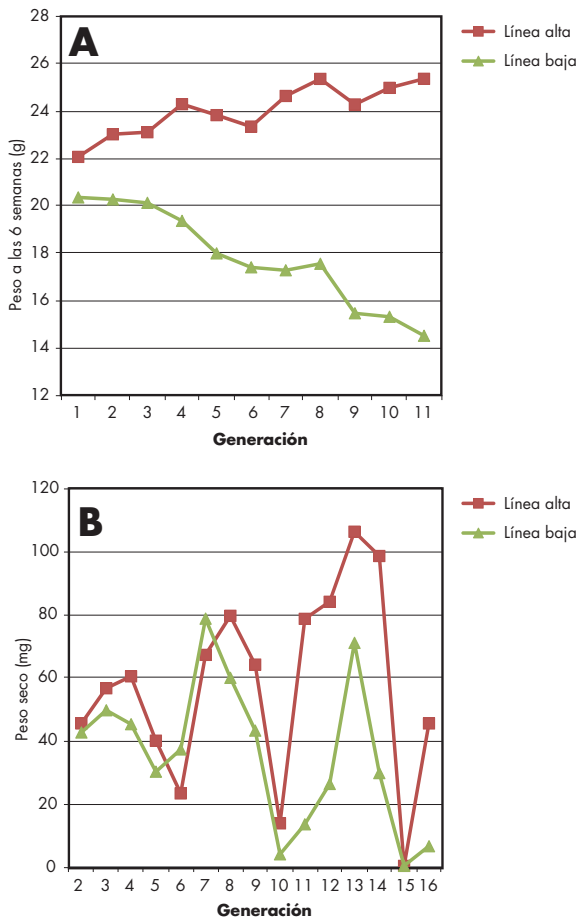 A
Línea alta
Línea baja
Peso a las 6 semanas (g)
28
26
24
22
20
18
16
14
12
1 2 3 4 5 6 7 8 9 10 11
Generación
B
Línea alta
Línea baja
Peso seco (mg)
120
100
80
60
40
20
0
2 3 4 5 6 7 8 9 10 11 12 13 14 15 16
Generación